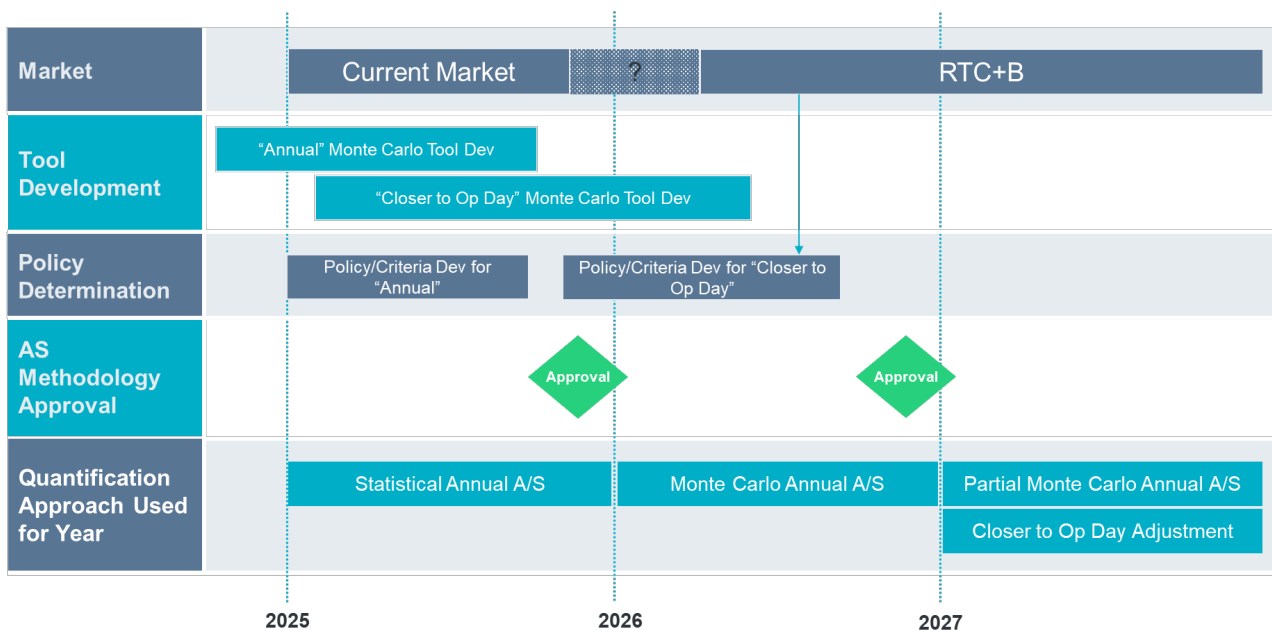 Market
Current Market
?
RTC+B
Tool
Development
“Annual” Monte Carlo Tool Dev
“Closer to Op Day” Monte Carlo Tool Dev
Policy
Determination
Policy/Criteria Dev for
“Annual”
Policy/Criteria Dev for “Closer to
Op Day”
AS
Methodology
Approval
Approval
Approval
Quantification
Approach Used
for Year
Statistical Annual A/S
Monte Carlo Annual A/S
Partial Monte Carlo Annual A/S
Closer to Op Day Adjustment
2025
2026
2027